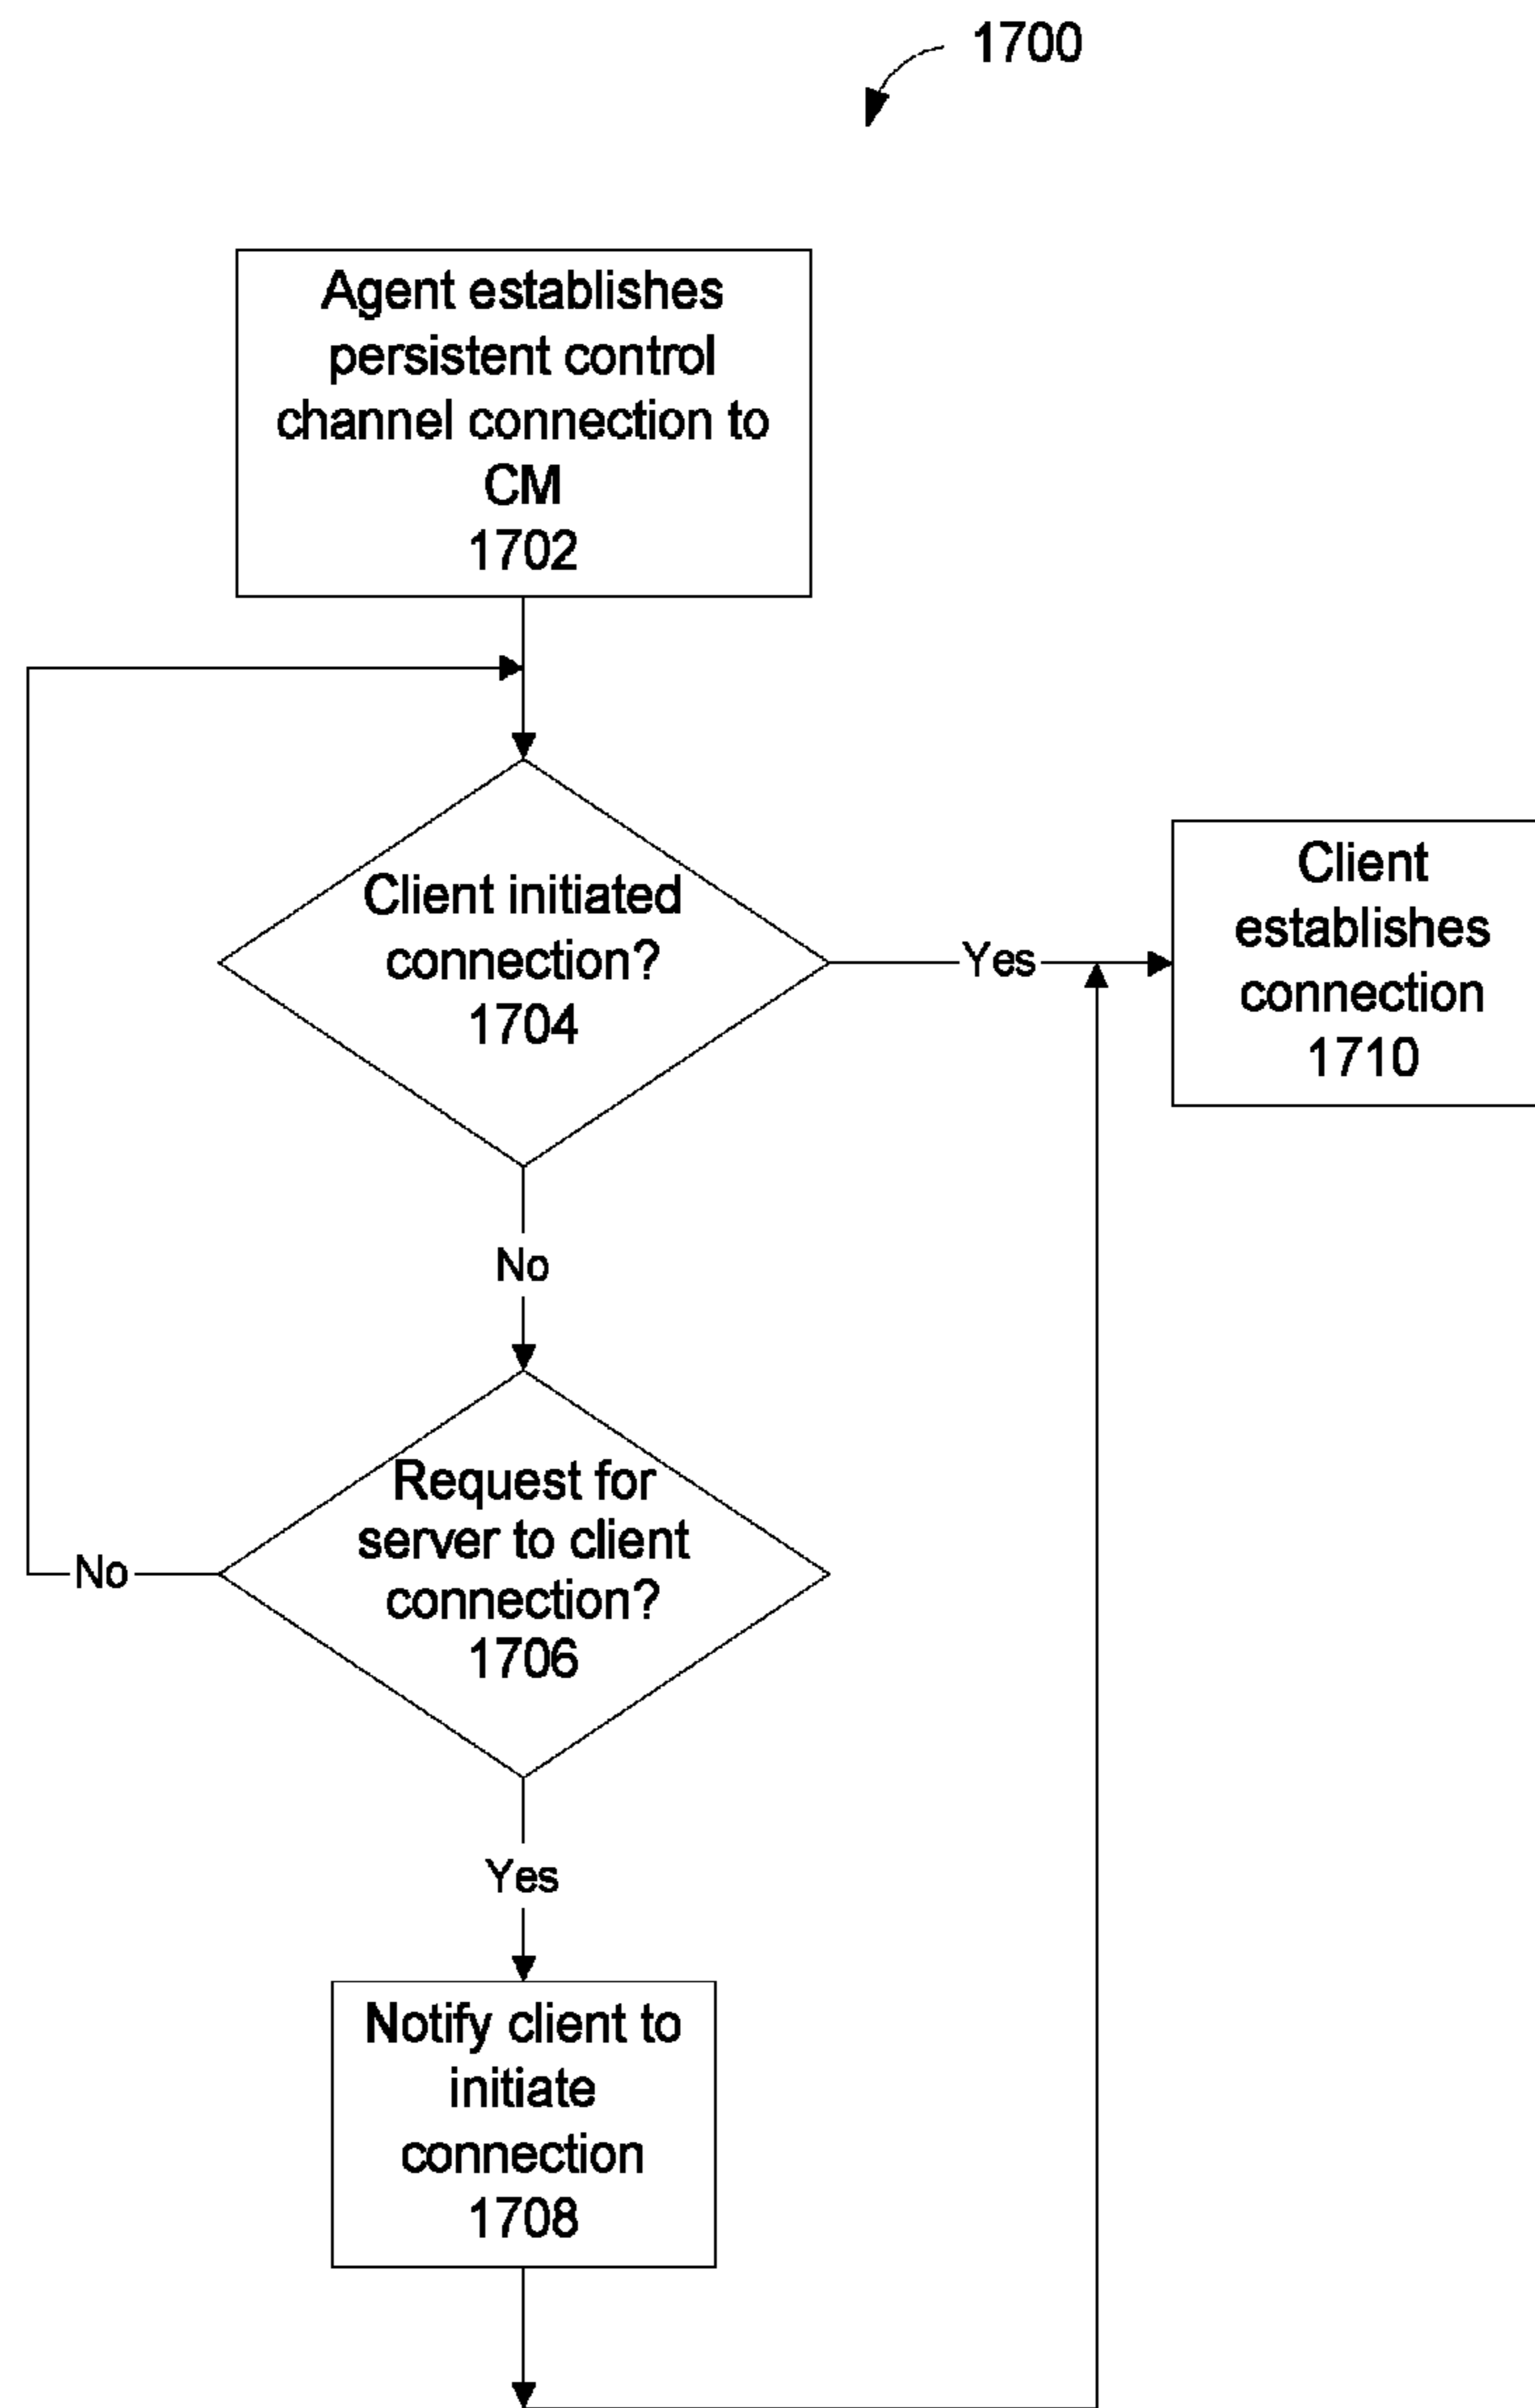 1700
Agent establishes
persistent control
channel connection to
CM
1702
Client initiated
connection?
1704
Yes
Client
establishes
connection
1710
No
Request for
server to client
connection?
1706
No
Yes
Notify client to
initiate
connection
1708